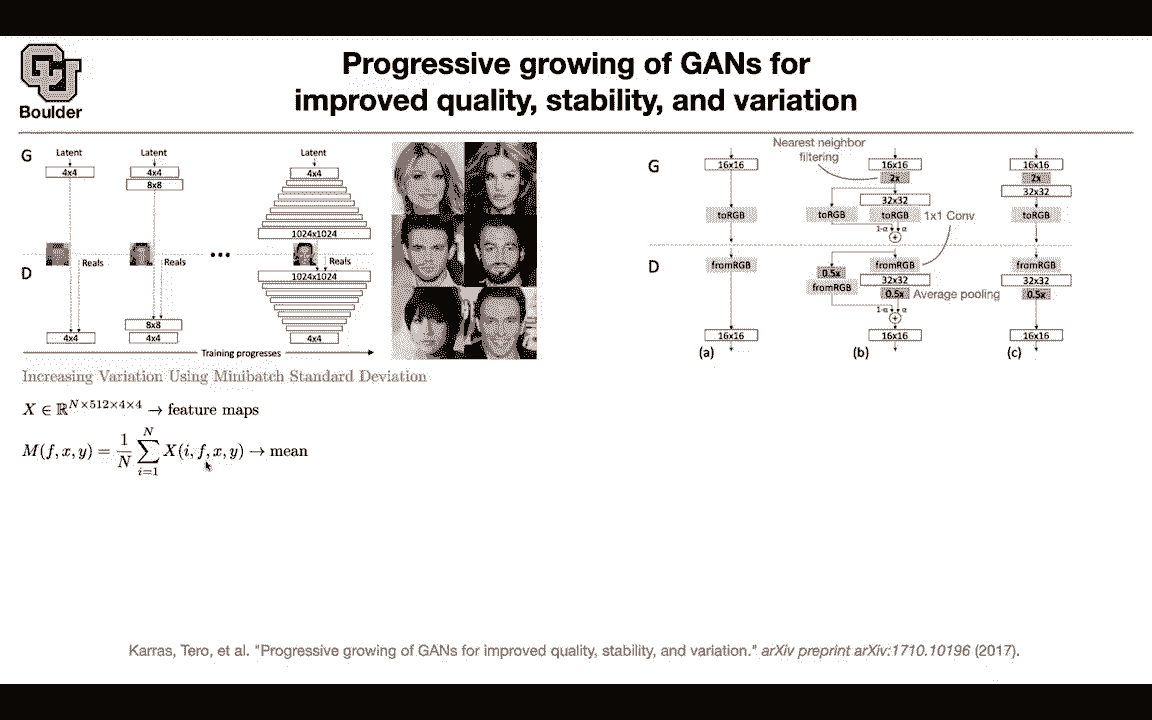 Boulder
Progressive growing of GANs for
improved quality, stability, and variation
G
Latent
4x4
Latent
4x4
8x8
Latent
4x4
1024x1024
Reals
Reals
...
Reals
D
1024x1024
8x8
4x4
4x4
4x4
Training progresses
G
16x16
toRGB
D
fromRGB
16x16
(a)
Nearest neighbor
filtering
16x16
2x
32x32
toRGB
toRGB
1x1 Conv
1-α α
+
fromRGB
0.5x
32x32
fromRGB
0.5x
Average pooling
1-α α
+
16x16
(b)
16x16
2x
32x32
toRGB
fromRGB
32x32
0.5x
16x16
(c)
Increasing Variation Using Minibatch Standard Deviation
X ∈ ℝ^{N×512×4×4} → feature maps
M(f, x, y) = \frac{1}{N} \sum_{i=1}^{N} X(i, f, x, y) → mean
Karras, Tero, et al. "Progressive growing of GANs for improved quality, stability, and variation." arXiv preprint arXiv:1710.10196 (2017).